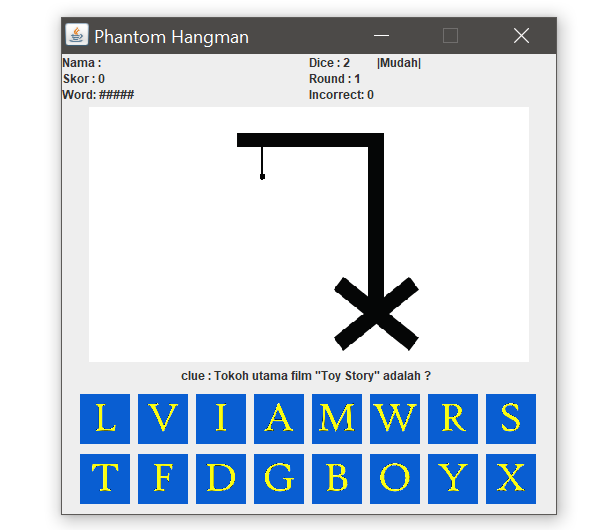 Phantom Hangman
Nama :
Dice : 2 |Mudah|
Skor : 0
Round : 1
Word: #####
Incorrect: 0
clue : Tokoh utama film "Toy Story" adalah ?
L V I A M W R S
T F D G B O Y X